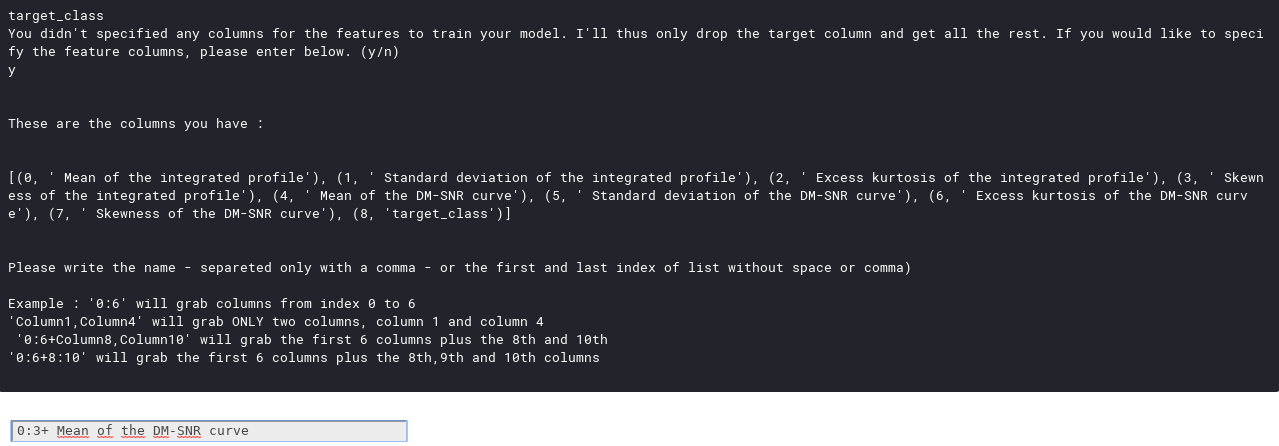 target_class
You didn't specified any columns for the features to train your model. I'll thus only drop the target column and get all the rest. If you would like to speci
fy the feature columns, please enter below. (y/n)
y
These are the columns you have :
[(0, ' Mean of the integrated profile'), (1, ' Standard deviation of the integrated profile'), (2, ' Excess kurtosis of the integrated profile'), (3, ' Skewn
ess of the integrated profile'), (4, ' Mean of the DM-SNR curve'), (5, ' Standard deviation of the DM-SNR curve'), (6, ' Excess kurtosis of the DM-SNR curv
e'), (7, ' Skewness of the DM-SNR curve'), (8, 'target_class')]
Please write the name - separeted only with a comma - or the first and last index of list without space or comma)
Example : '0:6' will grab columns from index 0 to 6
'Column1,Column4' will grab ONLY two columns, column 1 and column 4
'0:6+Column8,Column10' will grab the first 6 columns plus the 8th and 10th
'0:6+8:10' will grab the first 6 columns plus the 8th,9th and 10th columns
0:3+ Mean of the DM-SNR curve